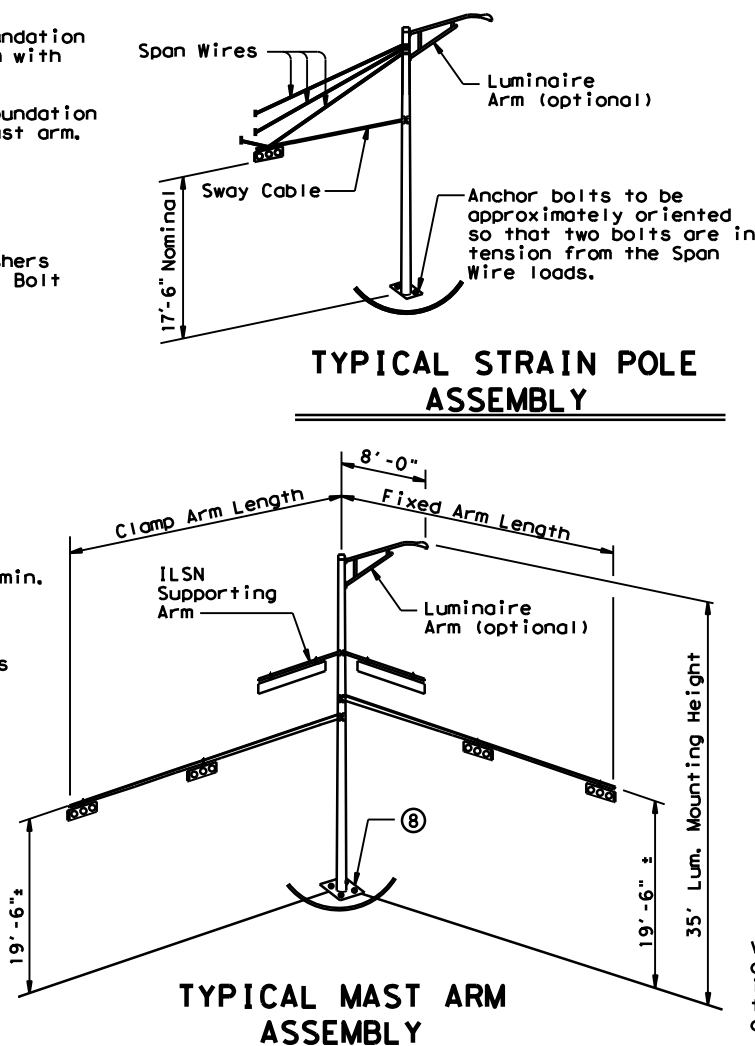 undation
with
Span Wires
Luminaire
Arm (optional)
oundation
ast arm.
Sway Cable
17'-6" Nominal
Anchor bolts to be
approximately oriented
so that two bolts are in
tension from the Span
Wire loads.
shers
Bolt
TYPICAL STRAIN POLE
ASSEMBLY
8'-0"
Clamp Arm Length
Fixed Arm Length
min.
ILSN
Supporting
Arm
Luminaire
Arm (optional)
s
35' Lum. Mounting Height
8
19'-6"±
19'-6" ±
TYPICAL MAST ARM
ASSEMBLY